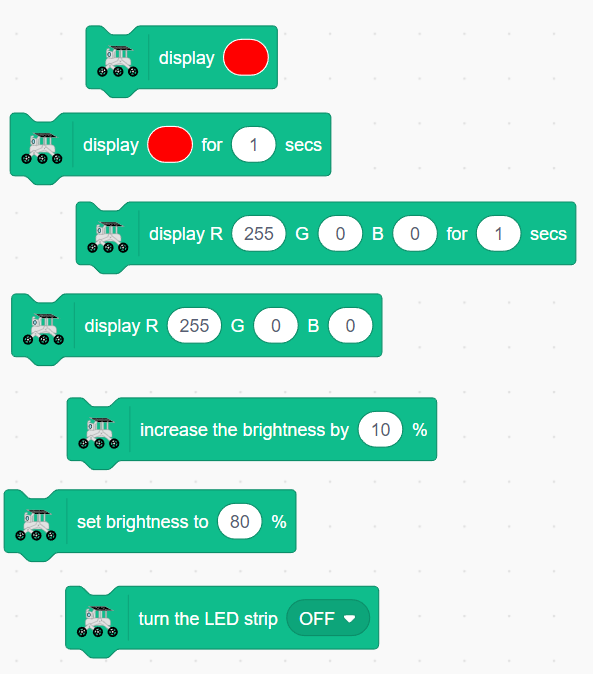 display
display for 1 secs
display R 255 G 0 B 0 for 1 secs
display R 255 G 0 B 0
increase the brightness by 10 %
set brightness to 80 %
turn the LED strip OFF